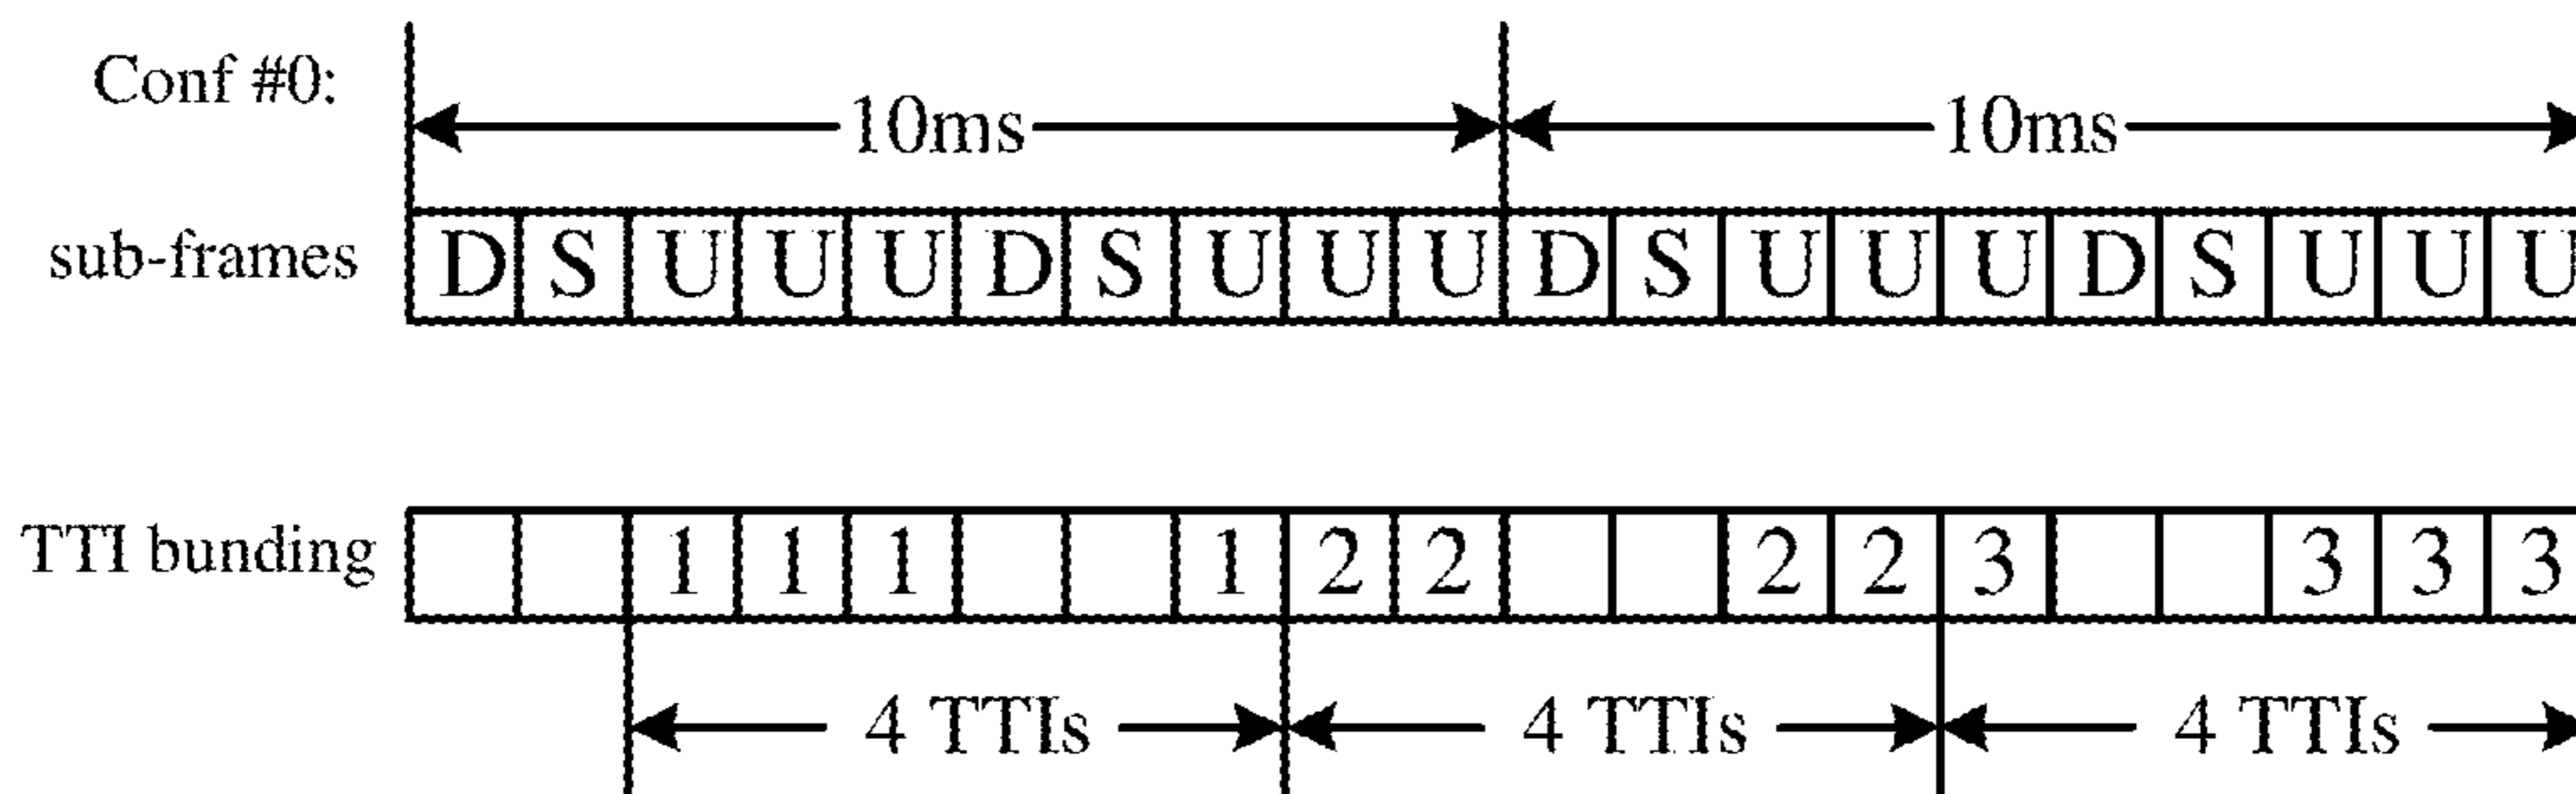 Conf #0:
10ms 10ms
sub-frames D S U U U D S U U U D S U U U D S U U U
TTI bunding 1 1 1 1 2 2 2 2 3 3 3 3
4 TTIs 4 TTIs 4 TTIs